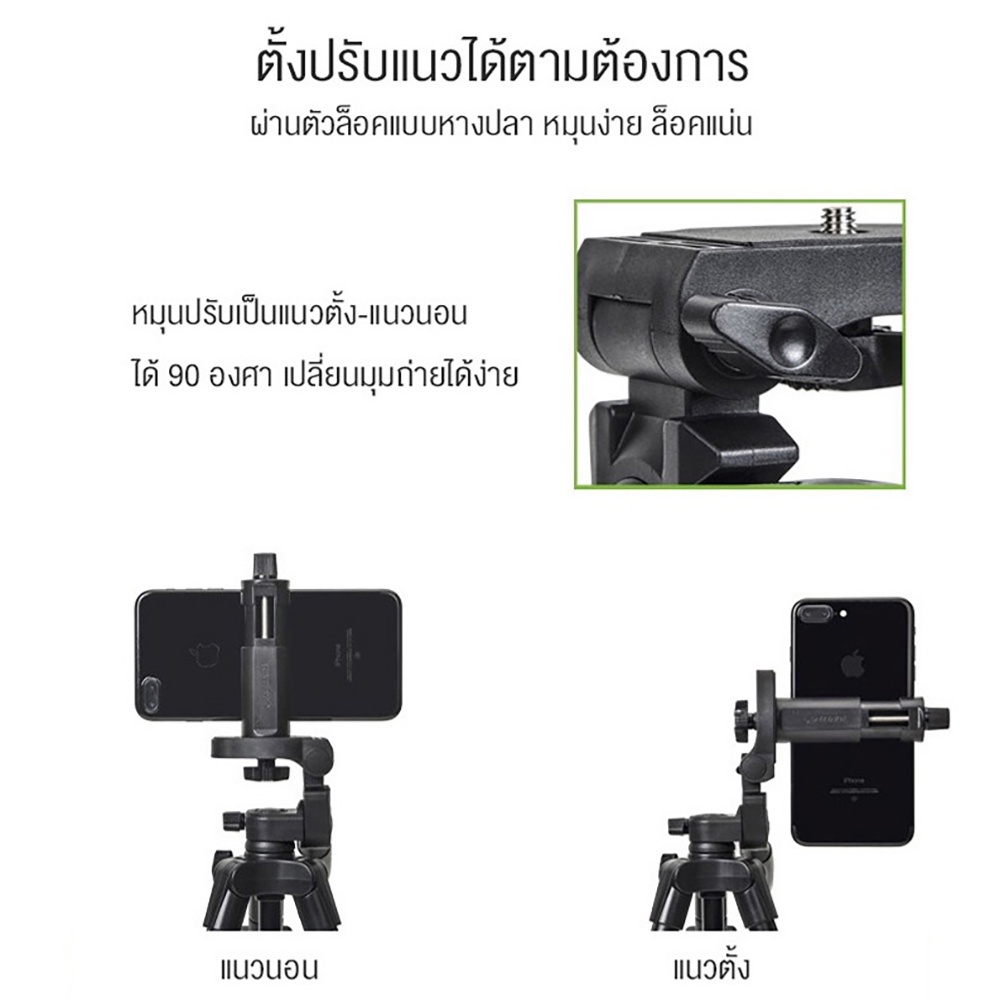 ตั้งปรับแนวได้ตามต้องการ
ผ่านตัวล็อคแบบหางปลา หมุนง่าย ล็อคแน่น
หมุนปรับเป็นแนวตั้ง-แนวนอน
ได้ 90 องศา เปลี่ยนมุมถ่ายได้ง่าย
iPhone
iPhone
แนวนอน
แนวตั้ง